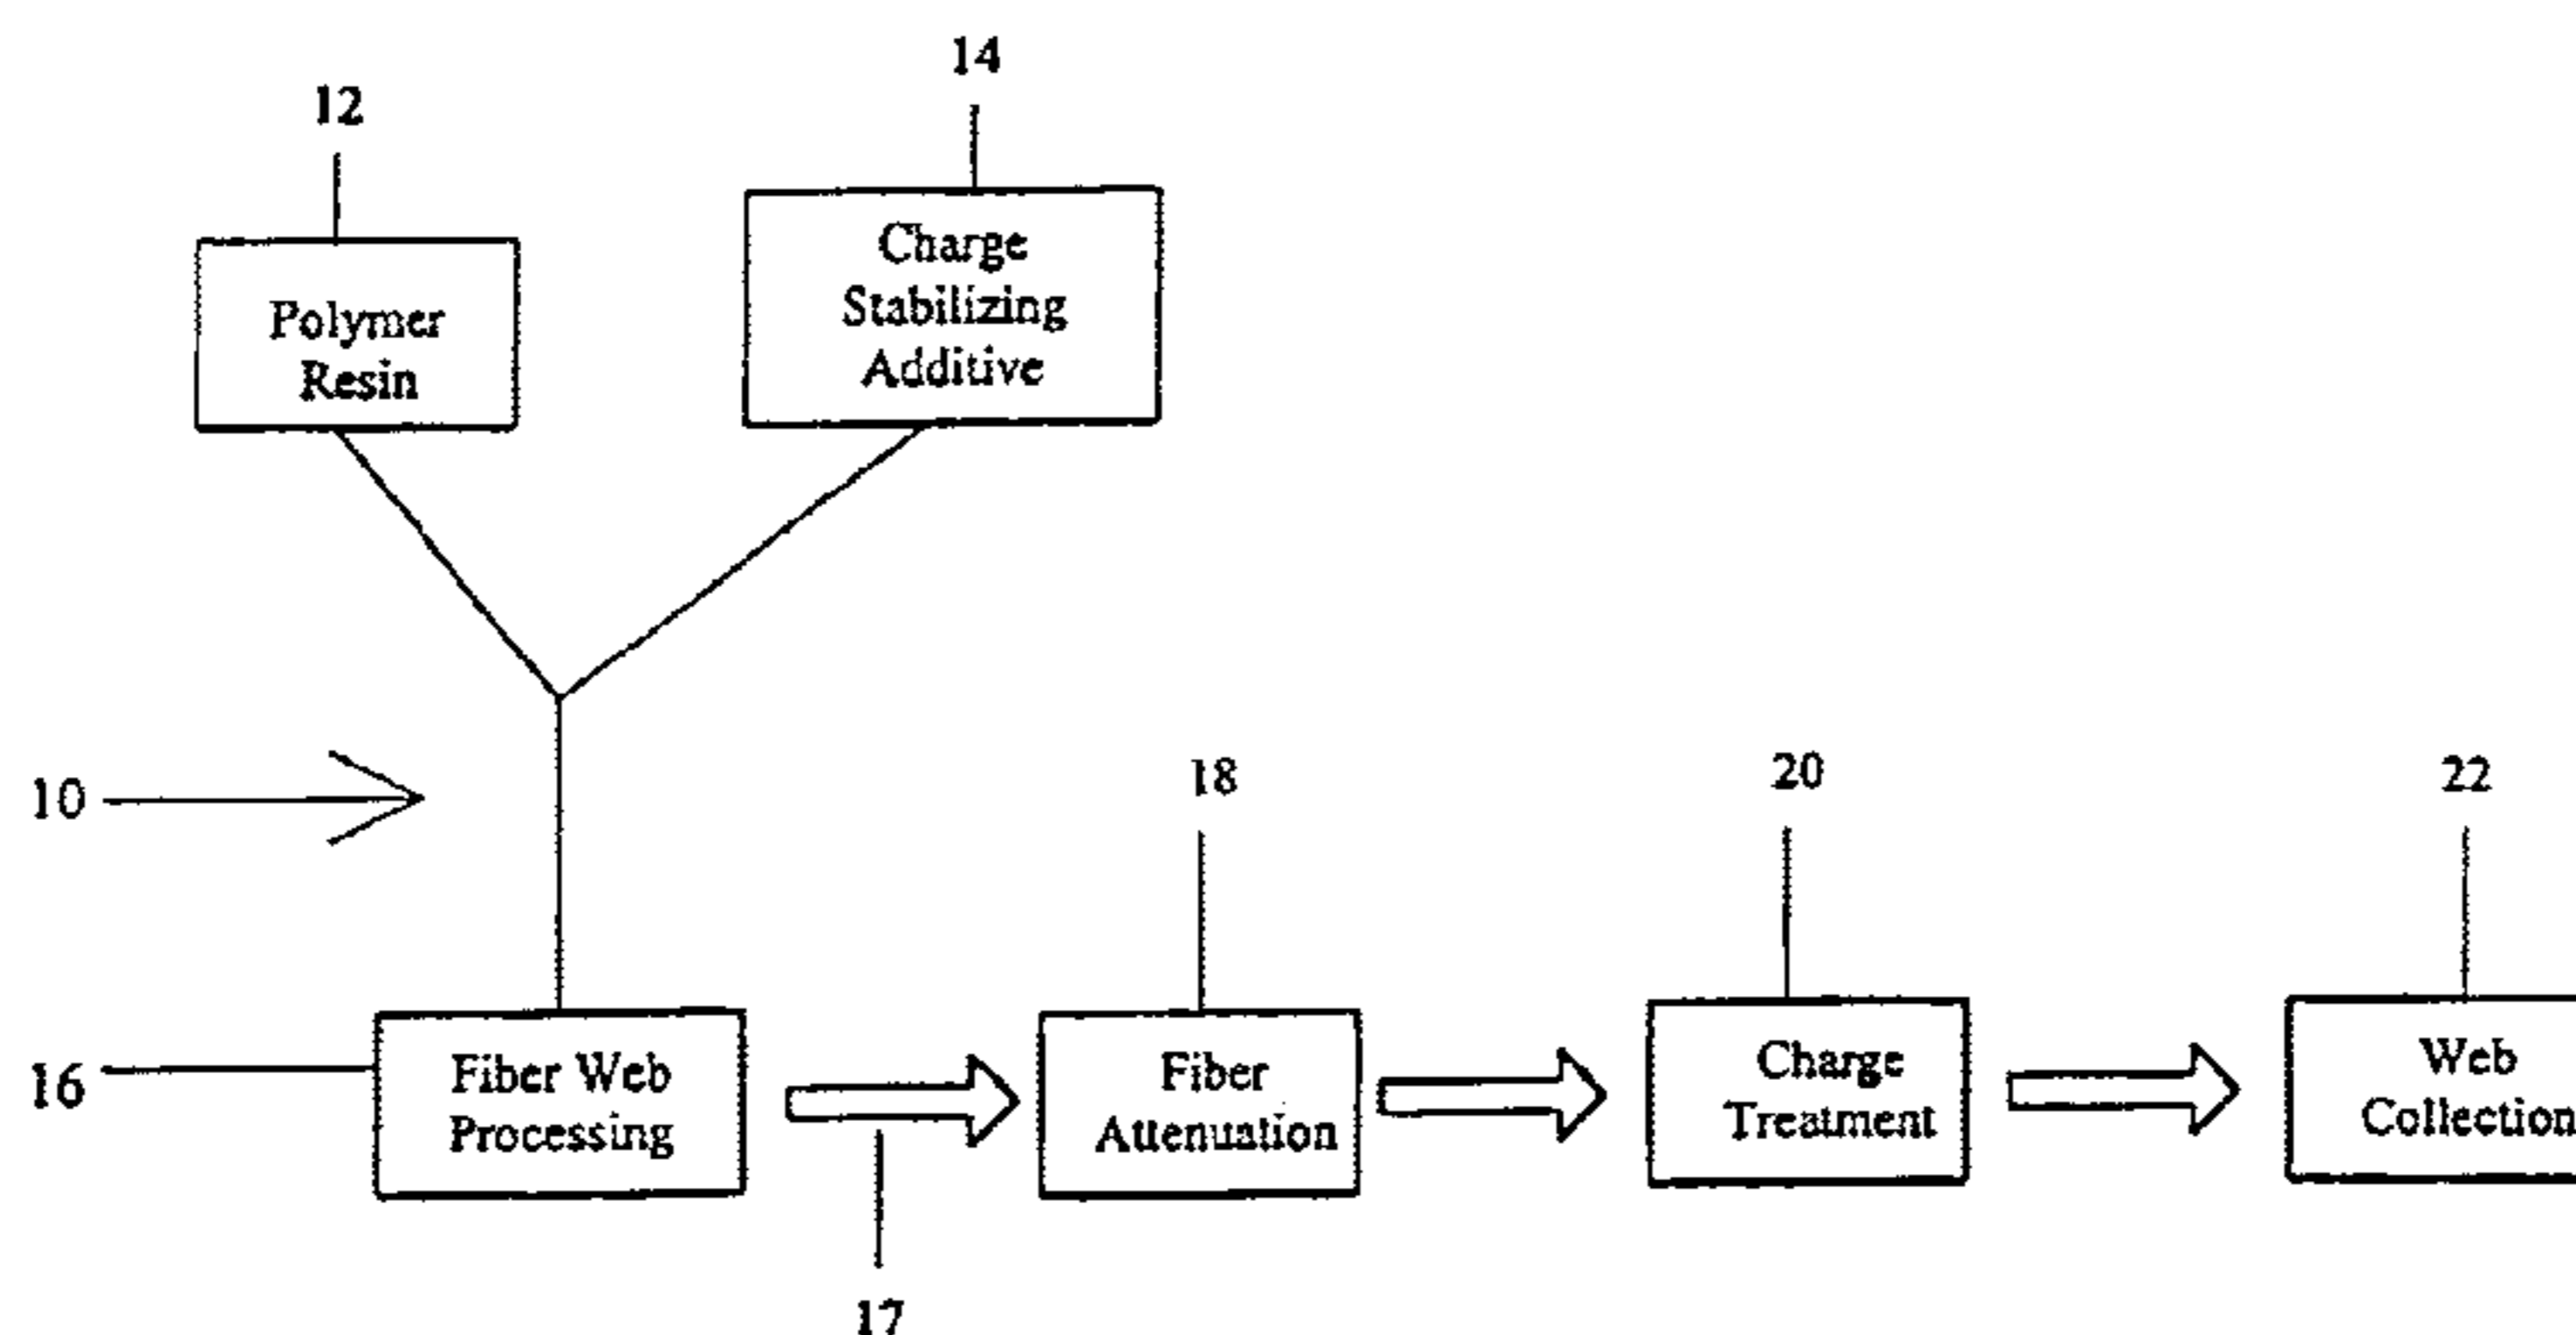 14
12
Charge
Stabilizing
Additive
Polymer
Resin
10
18
20
22
16
Fiber Web
Processing
Fiber
Attenuation
Charge
Treatment
Web
Collection
17